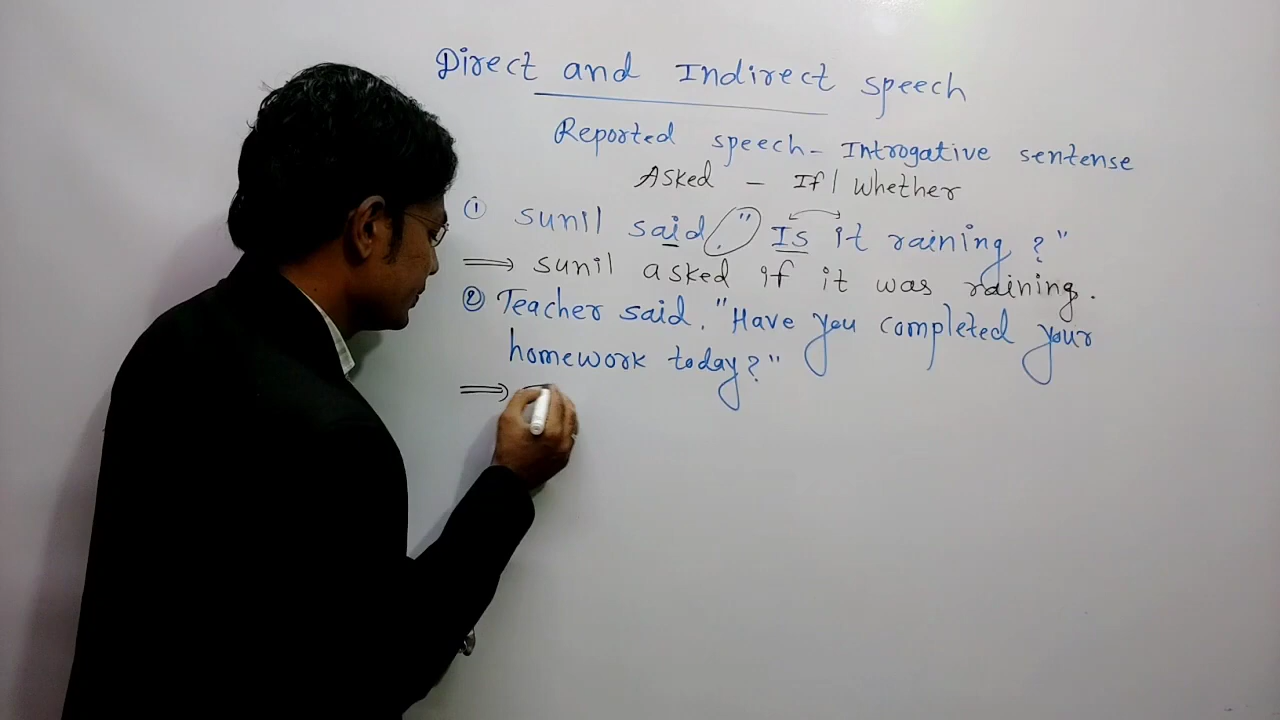 Direct and Indirect speech
Reported speech - Introgative sentense
Asked - If / Whether
① sunil said, "Is it raining ?"
⇒ sunil asked if it was raining.
② Teacher said, "Have you completed your
homework today?"
⇒